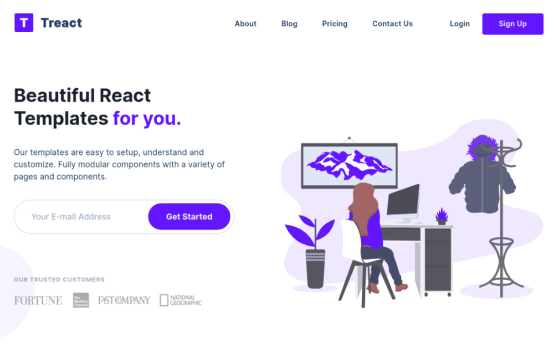 T Treact
About Blog Pricing Contact Us Login Sign Up
Beautiful React
Templates for you.
Our templates are easy to setup, understand and
customize. Fully modular components with a variety of
pages and components.
Your E-mail Address Get Started
OUR TRUSTED CUSTOMERS
FORTUNE
FAST COMPANY
NATIONAL
GEOGRAPHIC